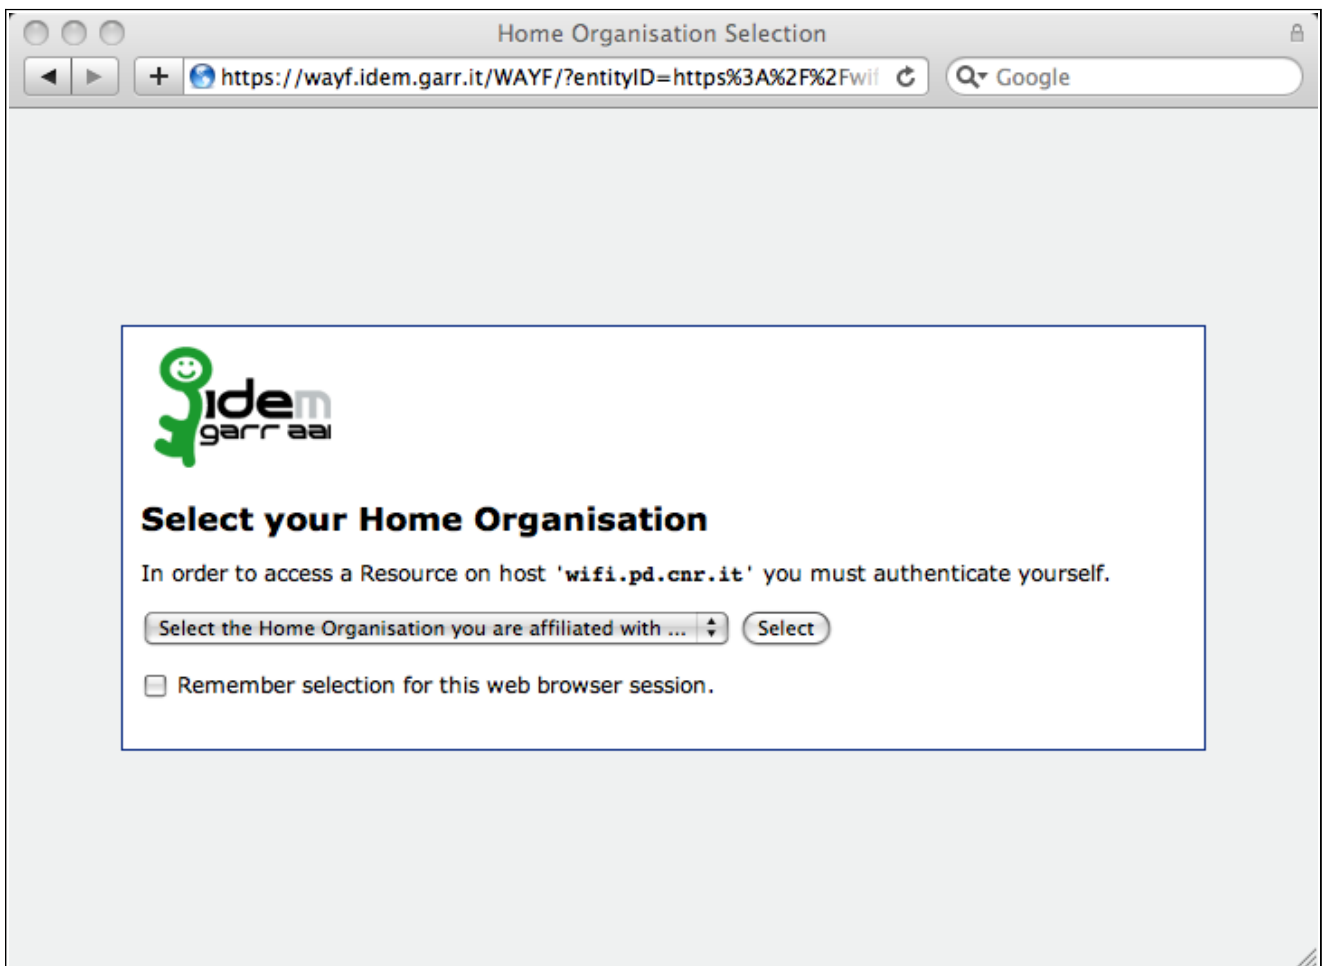 Home Organisation Selection
https://wayf.idem.garr.it/WAYF/?entityID=https%3A%2F%2Fwif
Google
idem
garr aai
Select your Home Organisation
In order to access a Resource on host 'wifi.pd.cnr.it' you must authenticate yourself.
Select the Home Organisation you are affiliated with ...
Select
Remember selection for this web browser session.